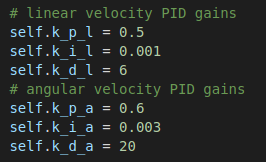 # linear velocity PID gains
self.k_p_l = 0.5
self.k_i_l = 0.001
self.k_d_l = 6
# angular velocity PID gains
self.k_p_a = 0.6
self.k_i_a = 0.003
self.k_d_a = 20